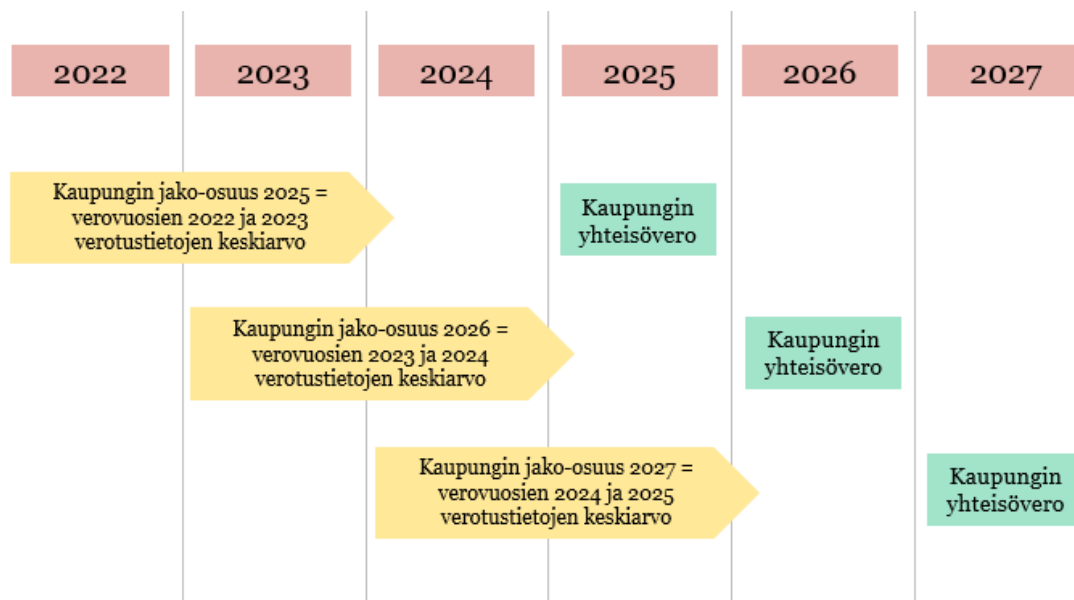 2022
2023
2024
2025
2026
2027
Kaupungin jako-osuus 2025 =
verovuosien 2022 ja 2023
verotustietojen keskiarvo
Kaupungin
yhteisövero
Kaupungin jako-osuus 2026 =
verovuosien 2023 ja 2024
verotustietojen keskiarvo
Kaupungin
yhteisövero
Kaupungin jako-osuus 2027 =
verovuosien 2024 ja 2025
verotustietojen keskiarvo
Kaupungin
yhteisövero